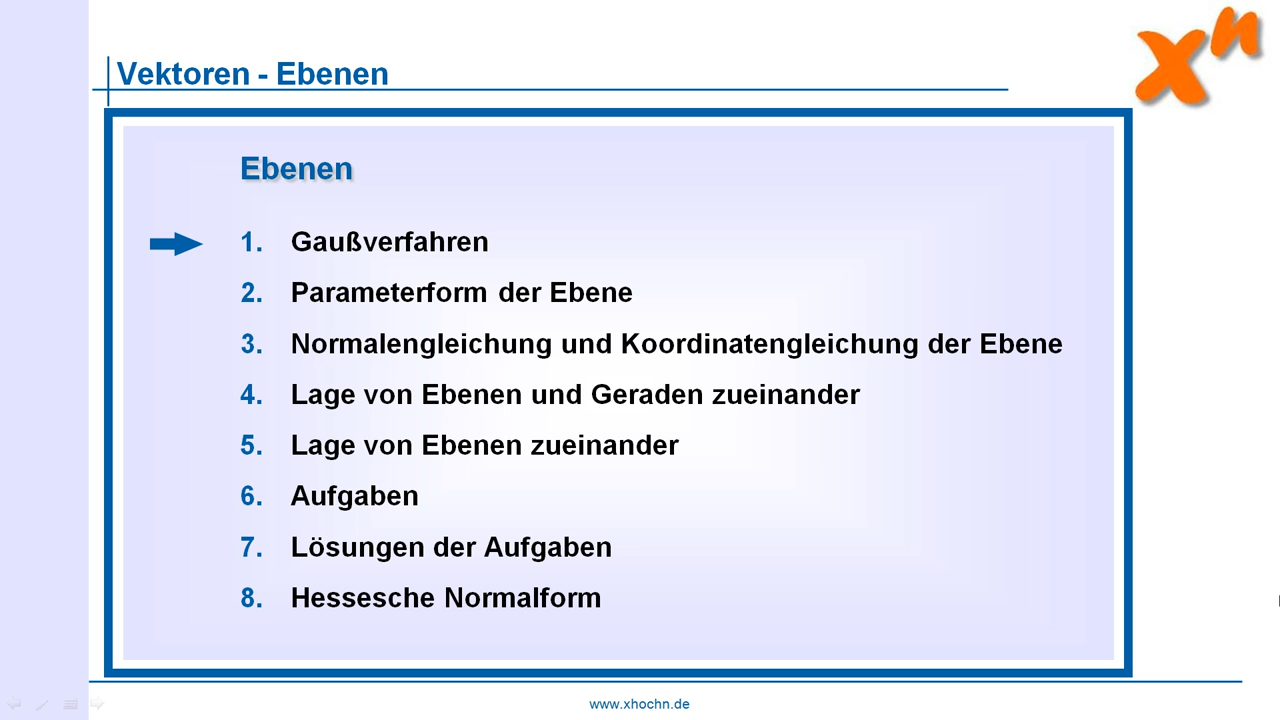 xⁿ
Vektoren - Ebenen
Ebenen
1. Gaußverfahren
2. Parameterform der Ebene
3. Normalengleichung und Koordinatengleichung der Ebene
4. Lage von Ebenen und Geraden zueinander
5. Lage von Ebenen zueinander
6. Aufgaben
7. Lösungen der Aufgaben
8. Hessesche Normalform
www.xhochn.de